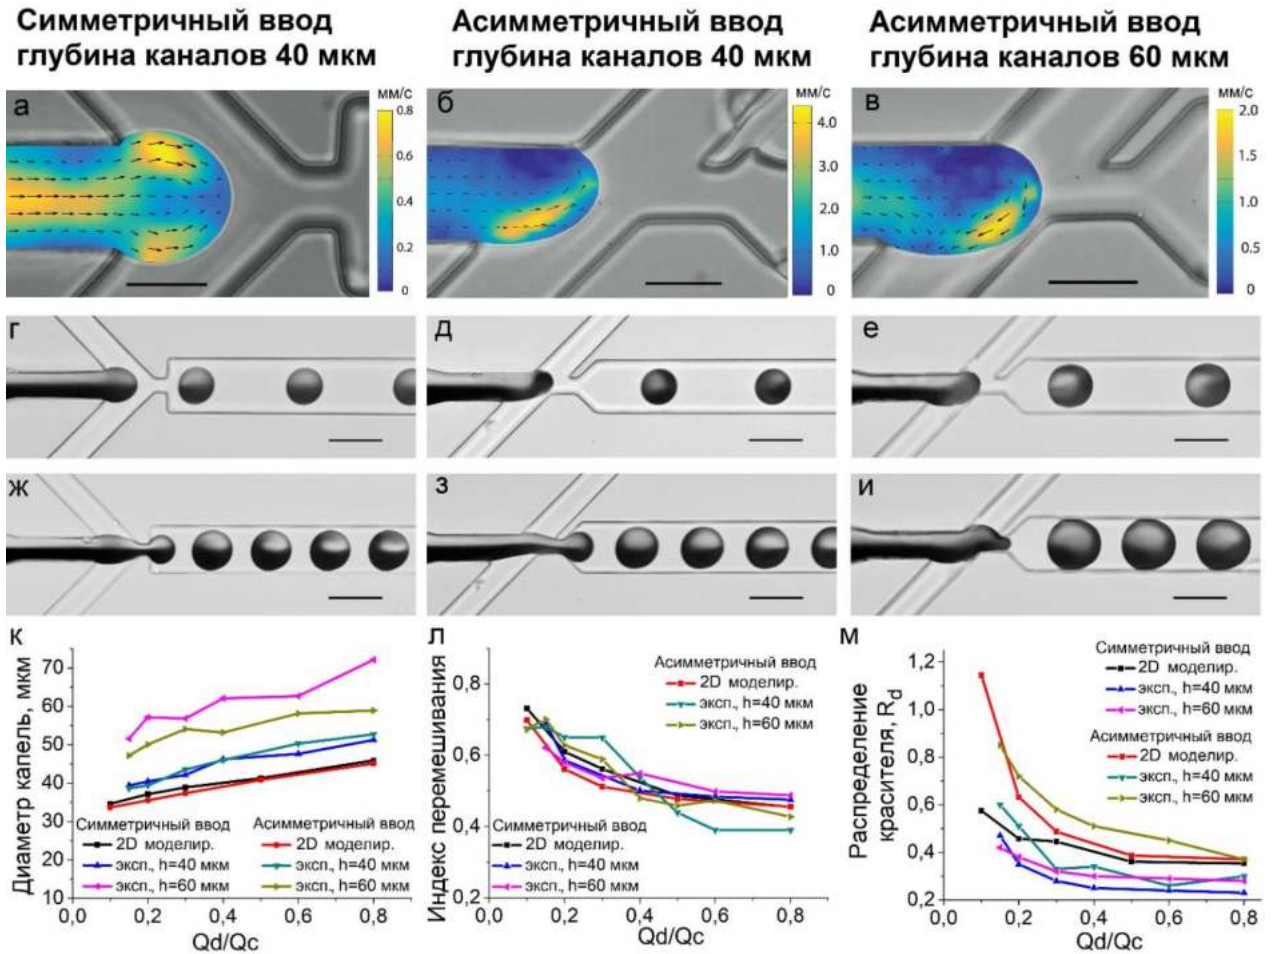 Симметричный ввод
глубина каналов 40 мкм
Асимметричный ввод
глубина каналов 40 мкм
Асимметричный ввод
глубина каналов 60 мкм
а
мм/с
0.8
0.6
0.4
0.2
0
б
мм/с
4.0
3.0
2.0
1.0
0
в
мм/с
2.0
1.5
1.0
0.5
0
г
д
е
ж
з
и
к
Диаметр капель, мкм
70
60
50
40
30
20
10
Симметричный ввод
2D моделир.
эксп., h=40 мкм
эксп., h=60 мкм
Асимметричный ввод
2D моделир.
эксп., h=40 мкм
эксп., h=60 мкм
0,0 0,2 0,4 0,6 0,8
Qd/Qc
л
Индекс перемешивания
0,8
0,6
0,4
0,2
Асимметричный ввод
2D моделир.
эксп., h=40 мкм
эксп., h=60 мкм
Симметричный ввод
2D моделир.
эксп., h=40 мкм
эксп., h=60 мкм
0,0 0,2 0,4 0,6 0,8
Qd/Qc
м
Распределение
красителя, Rd
1,2
1,0
0,8
0,6
0,4
0,2
Симметричный ввод
2D моделир.
эксп., h=40 мкм
эксп., h=60 мкм
Асимметричный ввод
2D моделир.
эксп., h=40 мкм
эксп., h=60 мкм
0,0 0,2 0,4 0,6 0,8
Qd/Qc